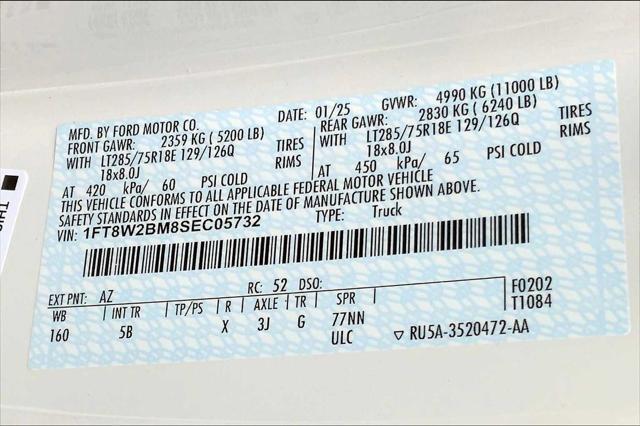 MFD. BY FORD MOTOR CO. DATE: 01/25 GVWR: 4990 KG (11000 LB)
FRONT GAWR: 2359 KG (5200 LB) REAR GAWR: 2830 KG (6240 LB)
WITH LT285/75R18E 129/126Q TIRES WITH LT285/75R18E 129/126Q TIRES
18x8.0J RIMS 18x8.0J RIMS
AT 420 kPa/ 60 PSI COLD AT 450 kPa/ 65 PSI COLD
THIS VEHICLE CONFORMS TO ALL APPLICABLE FEDERAL MOTOR VEHICLE
SAFETY STANDARDS IN EFFECT ON THE DATE OF MANUFACTURE SHOWN ABOVE.
VIN: 1FT8W2BM8SEC05732 TYPE: Truck
EXT PNT: AZ RC: 52 DSO: F0202
WB INT TR TP/PS R AXLE TR SPR T1084
160 5B X 3J G 77NN
ULC ▽ RU5A-3520472-AA